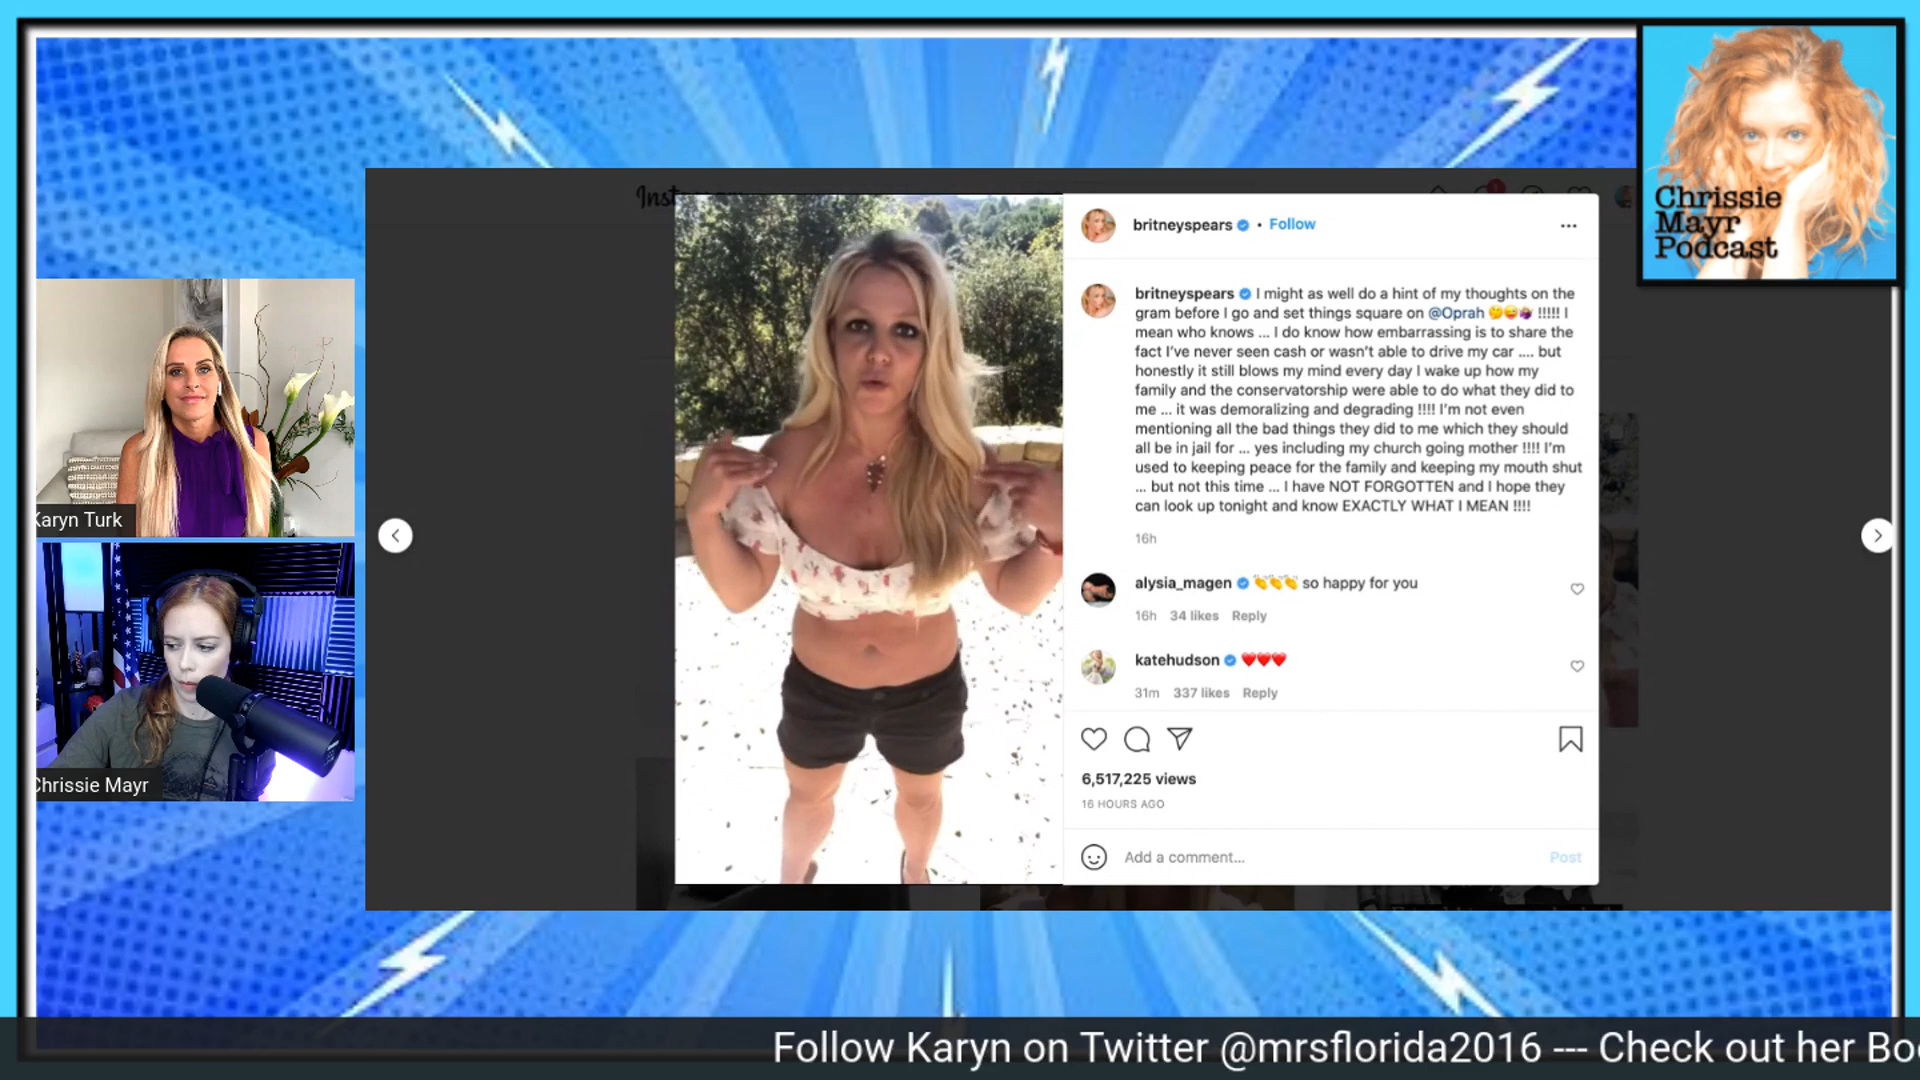 Chrissie
Mayr
Podcast
britneyspears • Follow
britneyspears I might as well do a hint of my thoughts on the
gram before I go and set things square on @Oprah 🤔😜🍇 !!!!! I
mean who knows ... I do know how embarrassing is to share the
fact I've never seen cash or wasn't able to drive my car .... but
honestly it still blows my mind every day I wake up how my
family and the conservatorship were able to do what they did to
me ... it was demoralizing and degrading !!!! I'm not even
mentioning all the bad things they did to me which they should
all be in jail for ... yes including my church going mother !!!! I'm
used to keeping peace for the family and keeping my mouth shut
... but not this time ... I have NOT FORGOTTEN and I hope they
can look up tonight and know EXACTLY WHAT I MEAN !!!!
16h
alysia_magen 👏👏👏 so happy for you
16h 34 likes Reply
katehudson ❤️❤️❤️
31m 337 likes Reply
6,517,225 views
16 HOURS AGO
Add a comment... Post
Karyn Turk
Chrissie Mayr
Follow Karyn on Twitter @mrsflorida2016 --- Check out her